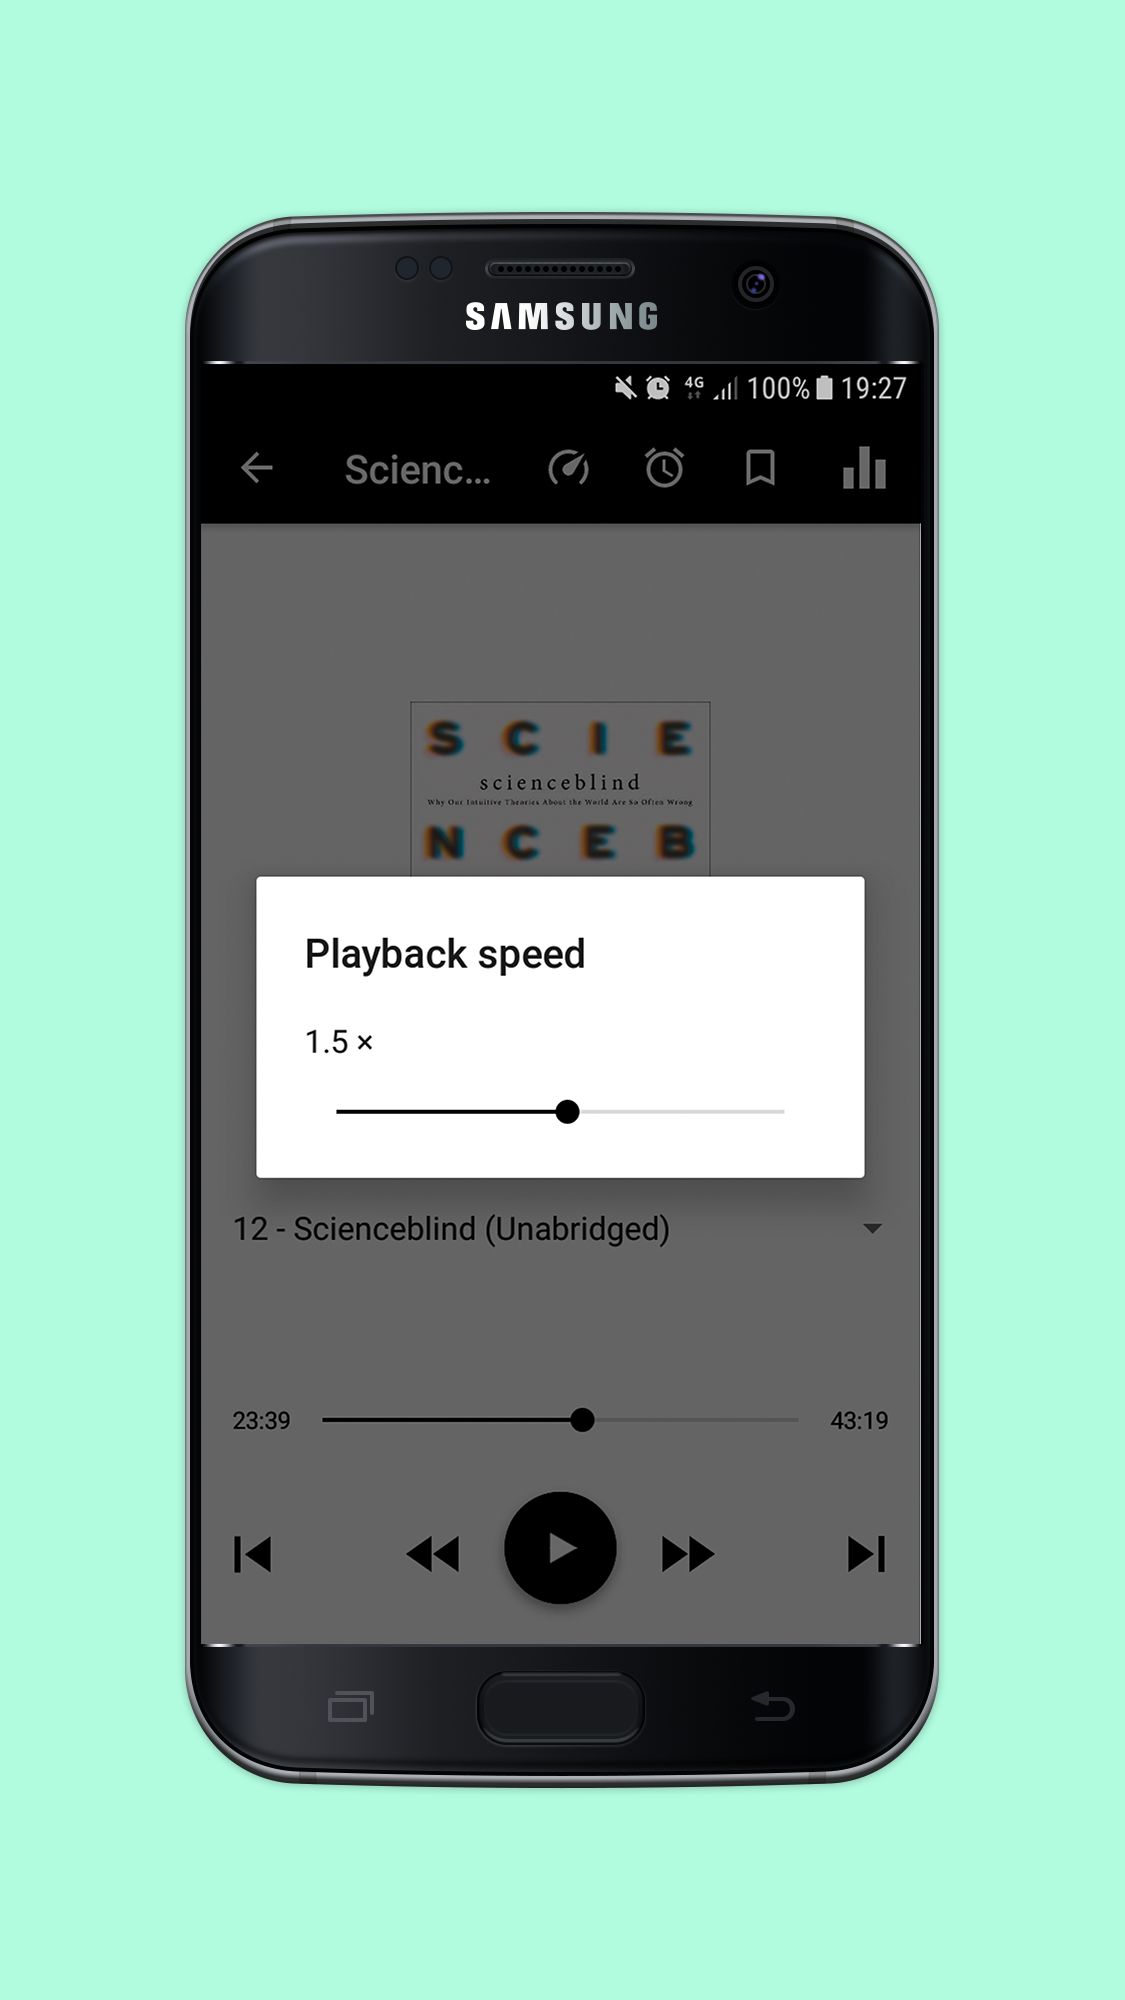 SAMSUNG
4G 100% 19:27
Scienc...
S C I E
scienceblind
Why Our Intuitive Theories About the World Are So Often Wrong
N C E B
Playback speed
1.5 ×
12 - Scienceblind (Unabridged)
23:39 43:19